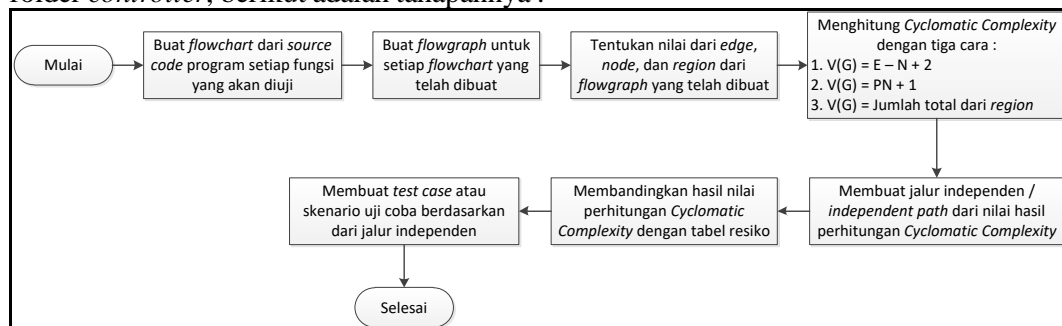 folder controller, berikut adalah tahapannya :
Mulai
Buat flowchart dari source
code program setiap fungsi
yang akan diuji
Buat flowgraph untuk
setiap flowchart yang
telah dibuat
Tentukan nilai dari edge,
node, dan region dari
flowgraph yang telah dibuat
Menghitung Cyclomatic Complexity
dengan tiga cara :
1. V(G) = E – N + 2
2. V(G) = PN + 1
3. V(G) = Jumlah total dari region
Membuat jalur independen /
independent path dari nilai hasil
perhitungan Cyclomatic Complexity
Membandingkan hasil nilai
perhitungan Cyclomatic
Complexity dengan tabel resiko
Membuat test case atau
skenario uji coba berdasarkan
dari jalur independen
Selesai